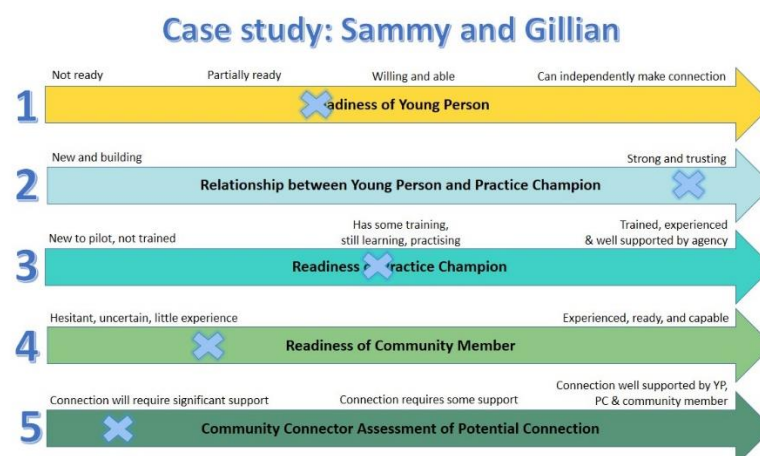 Case study: Sammy and Gillian
Not ready
Partially ready
Willing and able
Can independently make connection
1
adiness of Young Person
New and building
Strong and trusting
2
Relationship between Young Person and Practice Champion
New to pilot, not trained
Has some training,
still learning, practising
Trained, experienced
& well supported by agency
3
Readiness Practice Champion
Hesitant, uncertain, little experience
Experienced, ready, and capable
4
Readiness of Community Member
Connection will require significant support
Connection requires some support
Connection well supported by YP,
PC & community member
5
Community Connector Assessment of Potential Connection